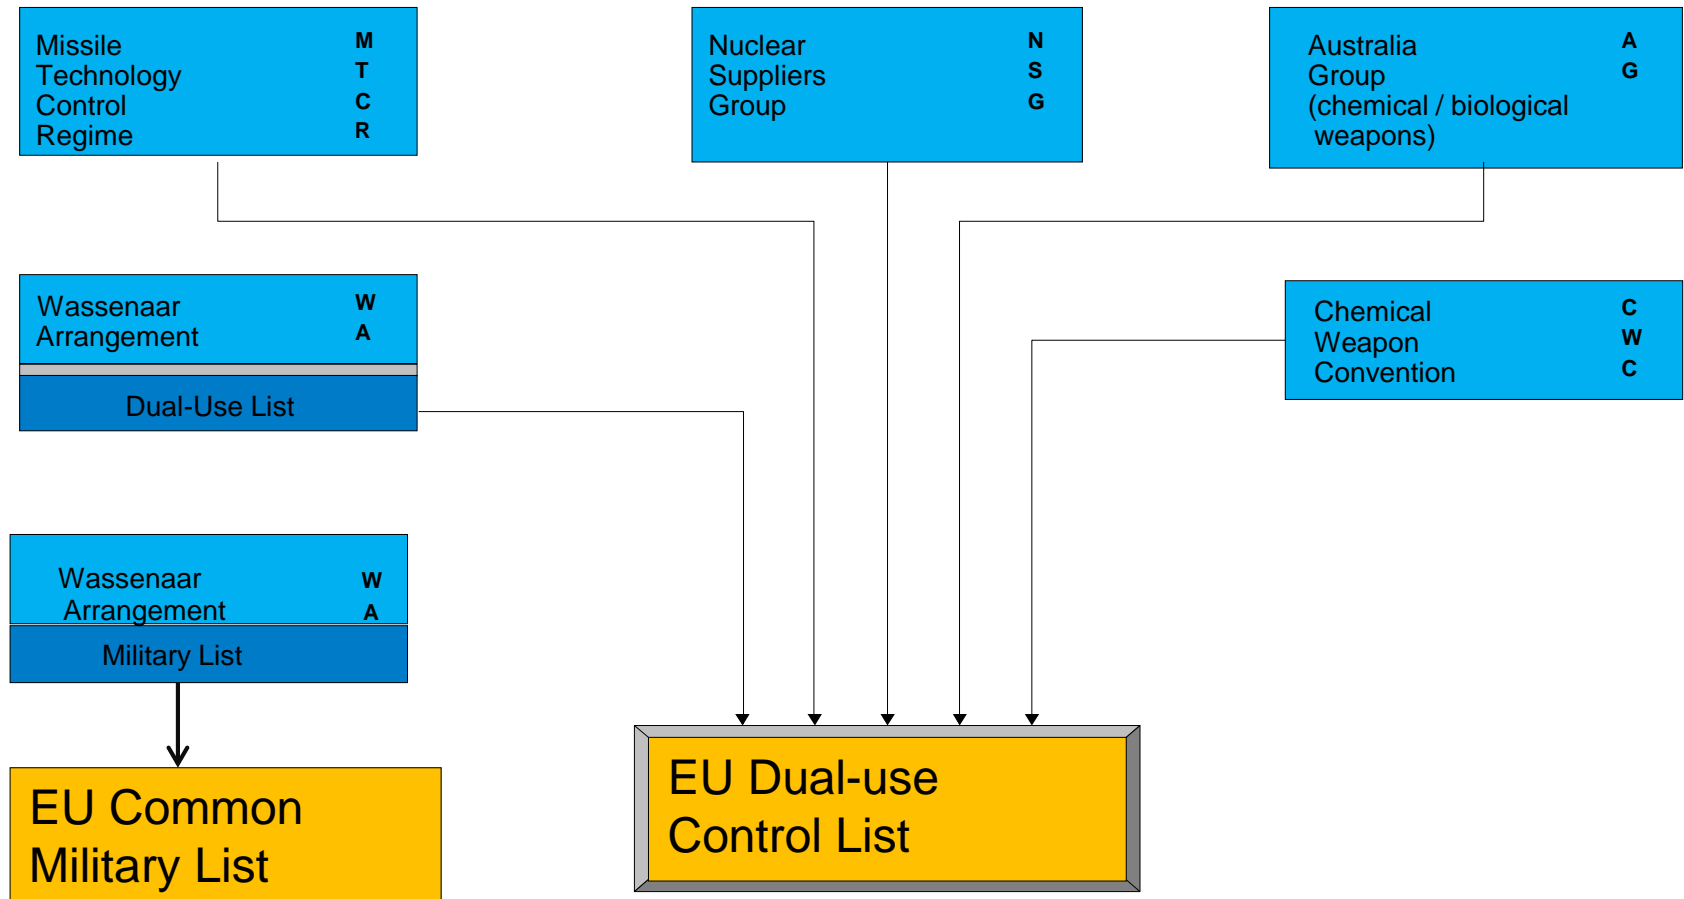 Missile M
Technology T
Control C
Regime R
Nuclear N
Suppliers S
Group G
Australia A
Group G
(chemical / biological
weapons)
Wassenaar W
Arrangement A
Dual-Use List
Chemical C
Weapon W
Convention C
Wassenaar W
Arrangement A
Military List
EU Common
Military List
EU Dual-use
Control List